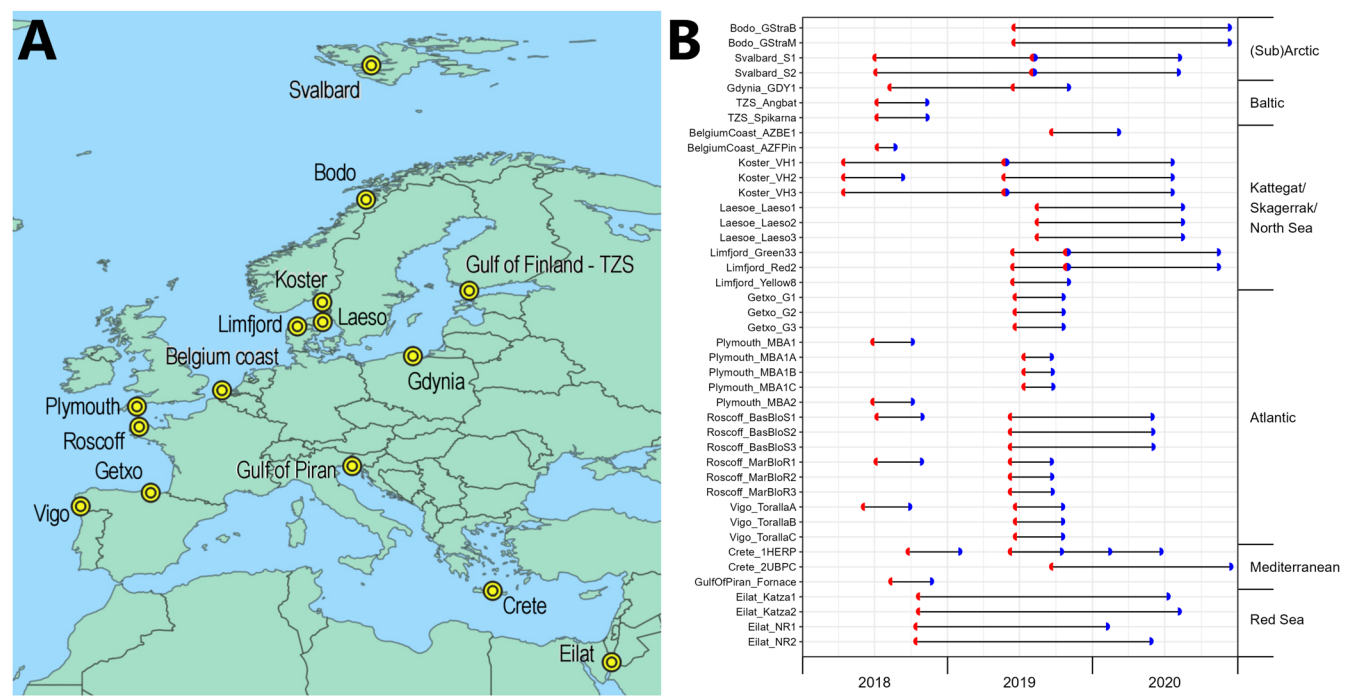 A
Svalbard
Bodo
Gulf of Finland - TZS
Koster
Limfjord
Laeso
Belgium coast
Gdynia
Plymouth
Roscoff
Getxo
Gulf of Piran
Vigo
Crete
Eilat
B
Bodo_GStraB
Bodo_GStraM
Svalbard_S1
Svalbard_S2
Gdynia_GDY1
TZS_Angbat
TZS_Spikarna
BelgiumCoast_AZBE1
BelgiumCoast_AZFPin
Koster_VH1
Koster_VH2
Koster_VH3
Laesoe_Laeso1
Laesoe_Laeso2
Laesoe_Laeso3
Limfjord_Green33
Limfjord_Red2
Limfjord_Yellow8
Getxo_G1
Getxo_G2
Getxo_G3
Plymouth_MBA1
Plymouth_MBA1A
Plymouth_MBA1B
Plymouth_MBA1C
Plymouth_MBA2
Roscoff_BasBloS1
Roscoff_BasBloS2
Roscoff_BasBloS3
Roscoff_MarBloR1
Roscoff_MarBloR2
Roscoff_MarBloR3
Vigo_TorallaA
Vigo_TorallaB
Vigo_TorallaC
Crete_1HERP
Crete_2UBPC
GulfOfPiran_Fornace
Eilat_Katza1
Eilat_Katza2
Eilat_NR1
Eilat_NR2
(Sub)Arctic
Baltic
Kattegat/
Skagerrak/
North Sea
Atlantic
Mediterranean
Red Sea
2018
2019
2020